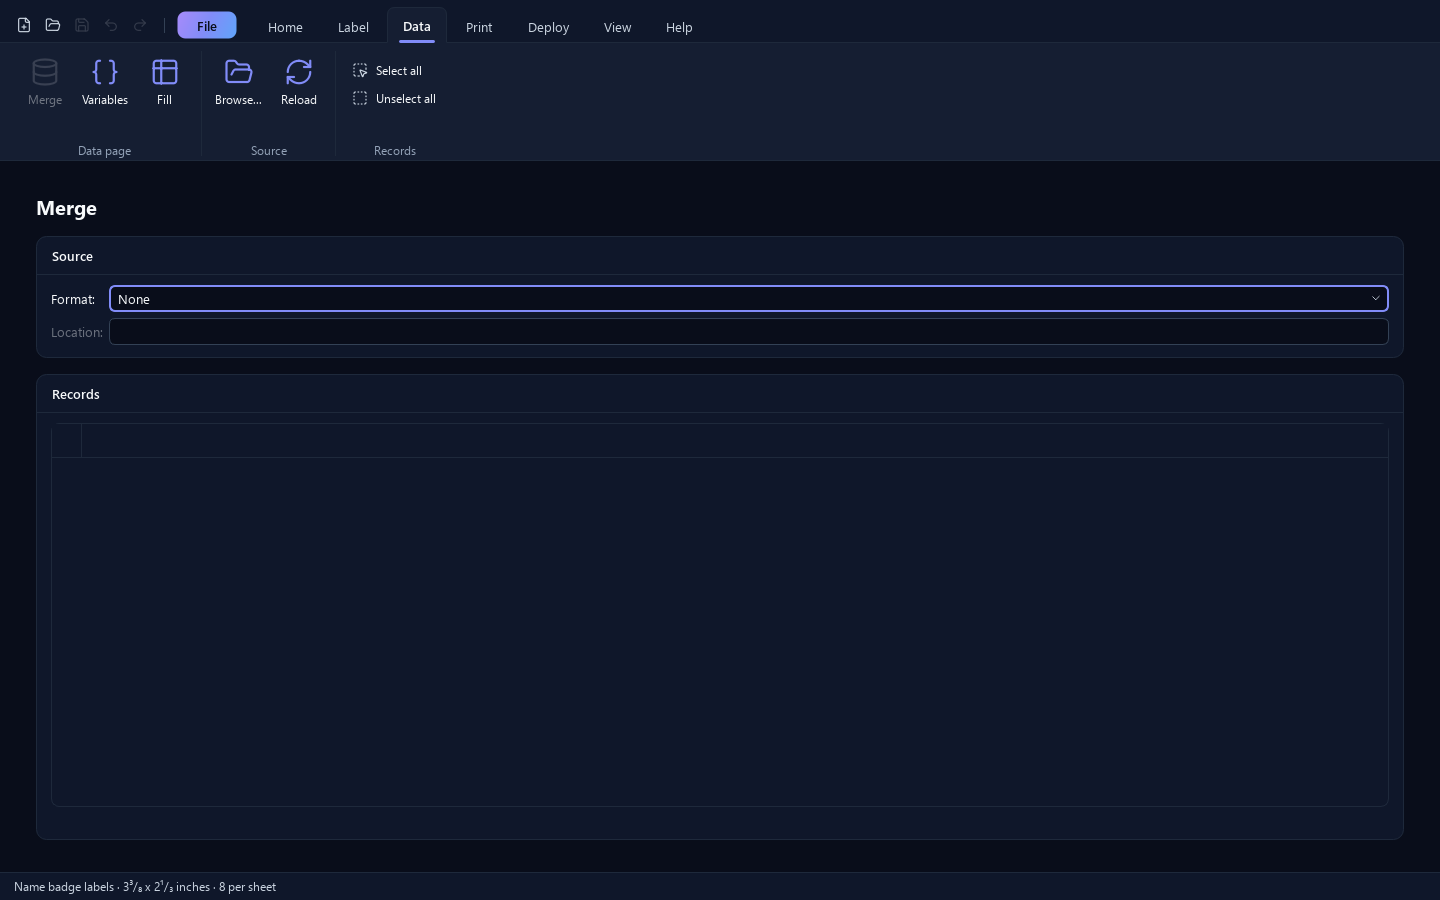 File
Home
Label
Data
Print
Deploy
View
Help
Merge
Variables
Fill
Browse...
Reload
Select all
Unselect all
Data page
Source
Records
Merge
Source
Format:
None
Location:
Records
Name badge labels · 3³/₈ x 2¹/₃ inches · 8 per sheet